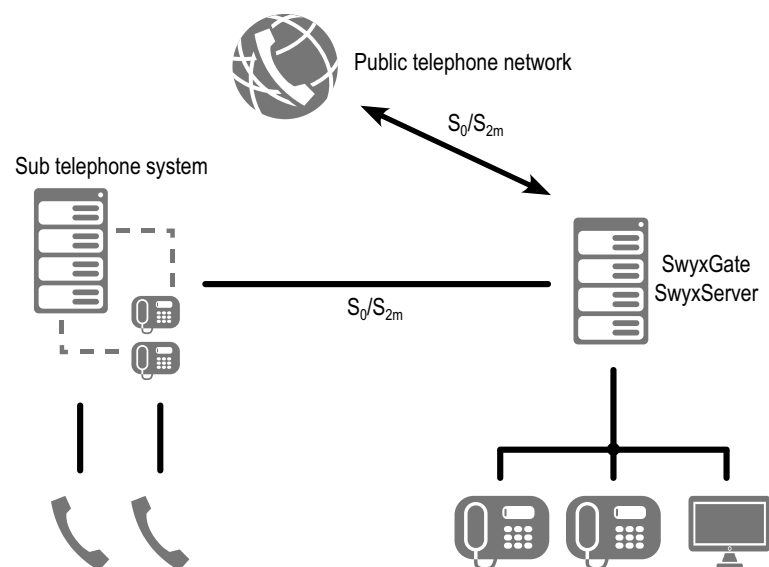 Public telephone network
S₀/S₂ₘ
Sub telephone system
SwyxGate
SwyxServer
S₀/S₂ₘ